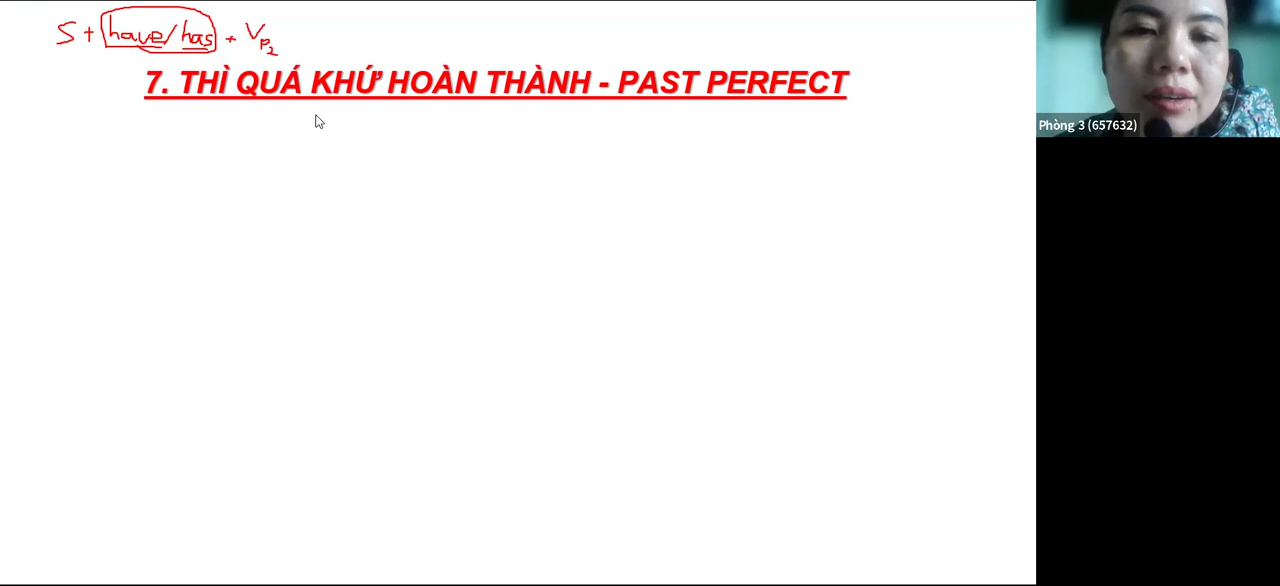 S + have/has + Vp2
7. THÌ QUÁ KHỨ HOÀN THÀNH - PAST PERFECT
Phòng 3 (657632)